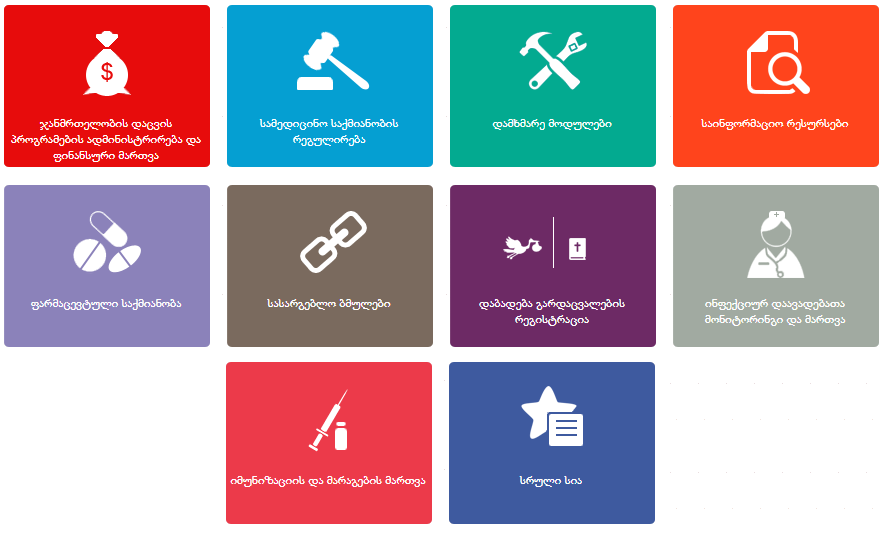 $
ჯანმრთელობის დაცვის
პროგრამების ადმინისტრირება და
ფინანსური მართვა
სამედიცინო საქმიანობის
რეგულირება
დამხმარე მოდულები
საინფორმაციო რესურსები
ფარმაცევტული საქმიანობა
სასარგებლო ბმულები
დაბადება გარდაცვალების
რეგისტრაცია
ინფექციურ დაავადებათა
მონიტორინგი და მართვა
იმუნიზაციის და მარაგების მართვა
სრული სია